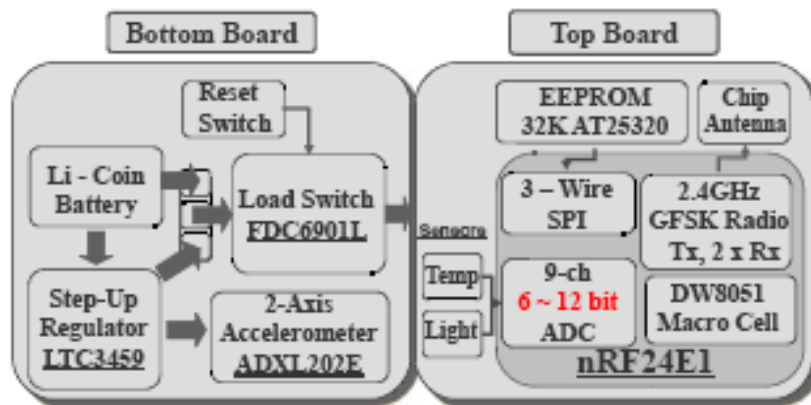 Bottom Board
Reset
Switch
Li - Coin
Battery
Load Switch
FDC6901L
Step-Up
Regulator
LTC3459
2-Axis
Accelerometer
ADXL202E
Top Board
EEPROM
32K AT25320
Chip
Antenna
3 – Wire
SPI
2.4GHz
GFSK Radio
Tx, 2 x Rx
Sensors
Temp
Light
9-ch
6 ~ 12 bit
ADC
DW8051
Macro Cell
nRF24E1